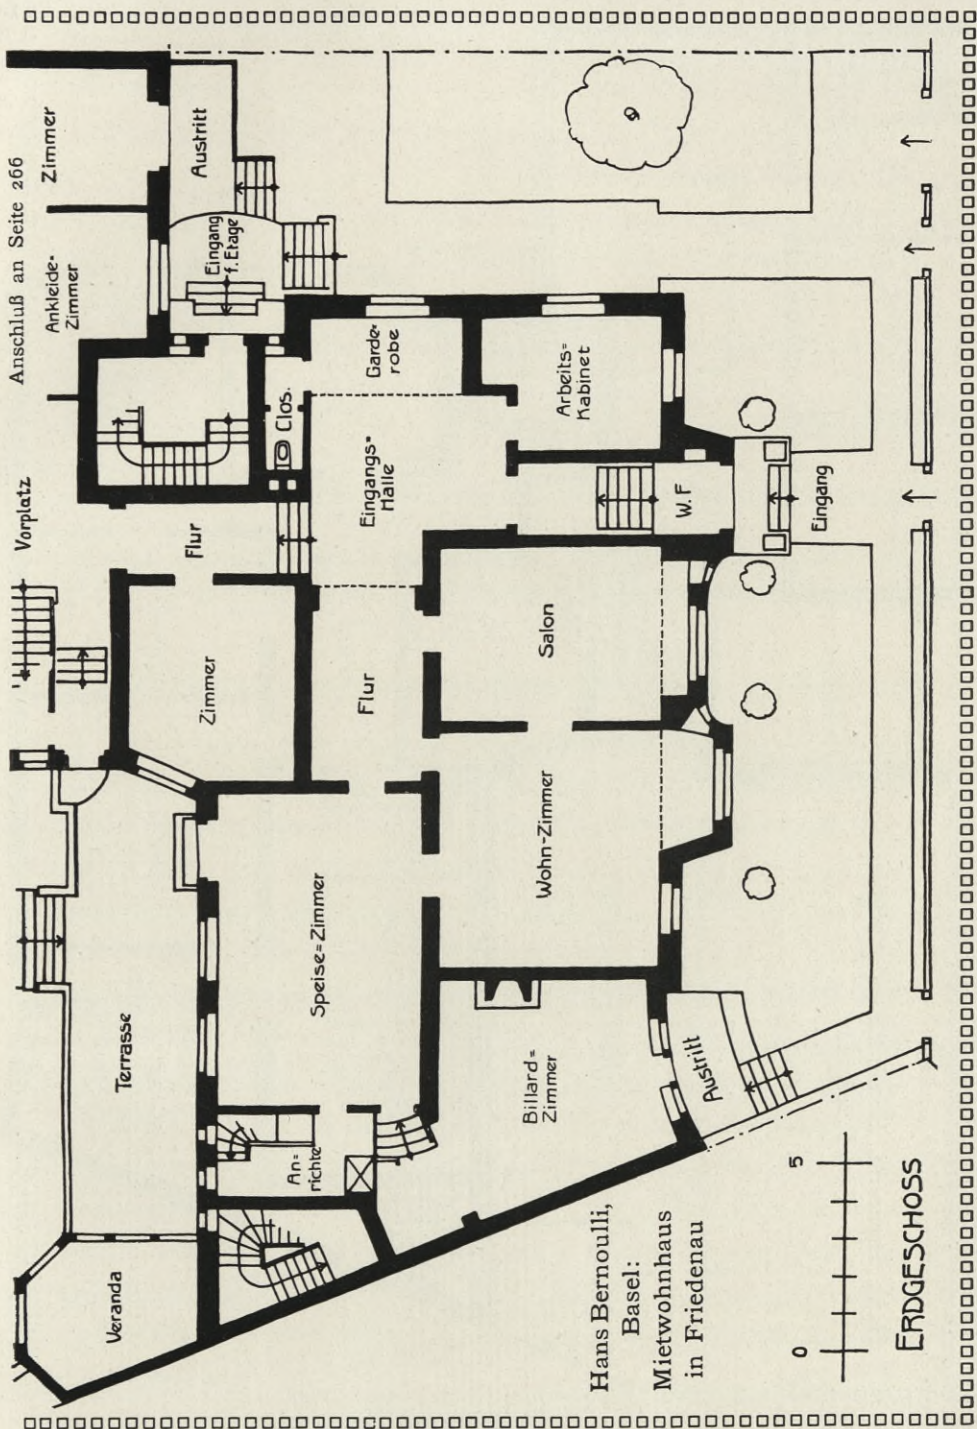 Anschluß an Seite 266
Zimmer
Ankleide-
Zimmer
Vorplatz
Austritt
Eingang
f. Etage
Clos.
Flur
Garde-
robe
Eingangs=
Halle
Arbeits=
Kabinet
Zimmer
Flur
Salon
W.F
Eingang
Terrasse
Speise=Zimmer
Wohn-Zimmer
Veranda
An=
richte
Billard=
Zimmer
Austritt
Hans Bernoulli,
Basel:
Mietwohnhaus
in Friedenau
0 5
ERDGESCHOSS